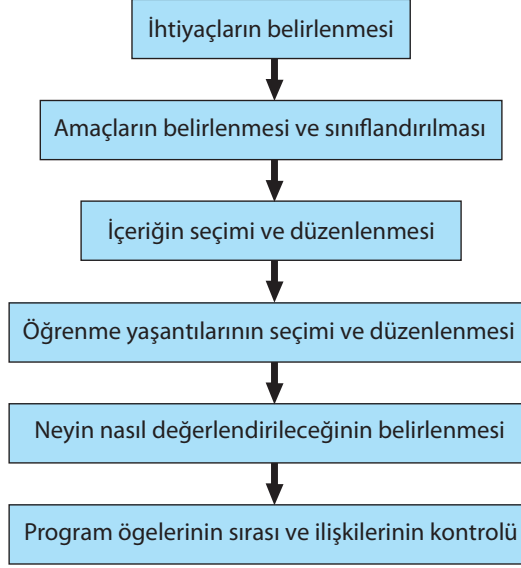 İhtiyaçların belirlenmesi
Amaçların belirlenmesi ve sınıflandırılması
İçeriğin seçimi ve düzenlenmesi
Öğrenme yaşantılarının seçimi ve düzenlenmesi
Neyin nasıl değerlendirileceğinin belirlenmesi
Program ögelerinin sırası ve ilişkilerinin kontrolü